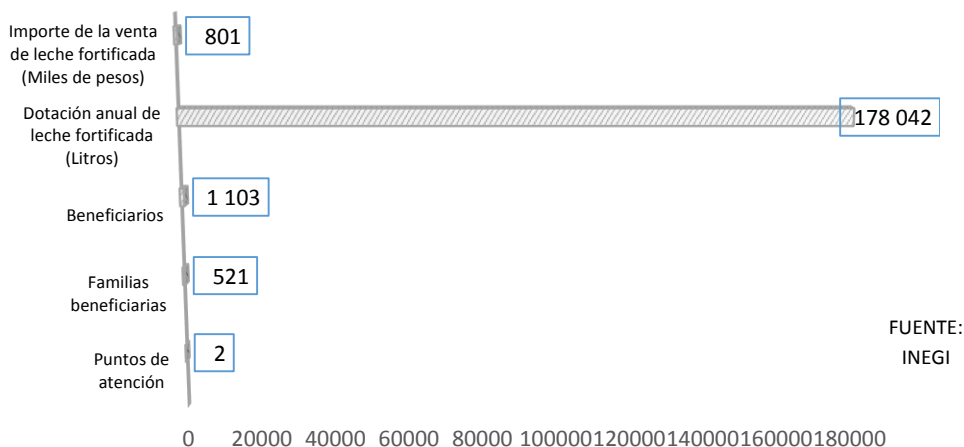 Importe de la venta
de leche fortificada
(Miles de pesos)
801
Dotación anual de
leche fortificada
(Litros)
178 042
Beneficiarios
1 103
Familias
beneficiarias
521
Puntos de
atención
2
FUENTE:
INEGI
0 20000 40000 60000 80000 100000120000140000160000180000